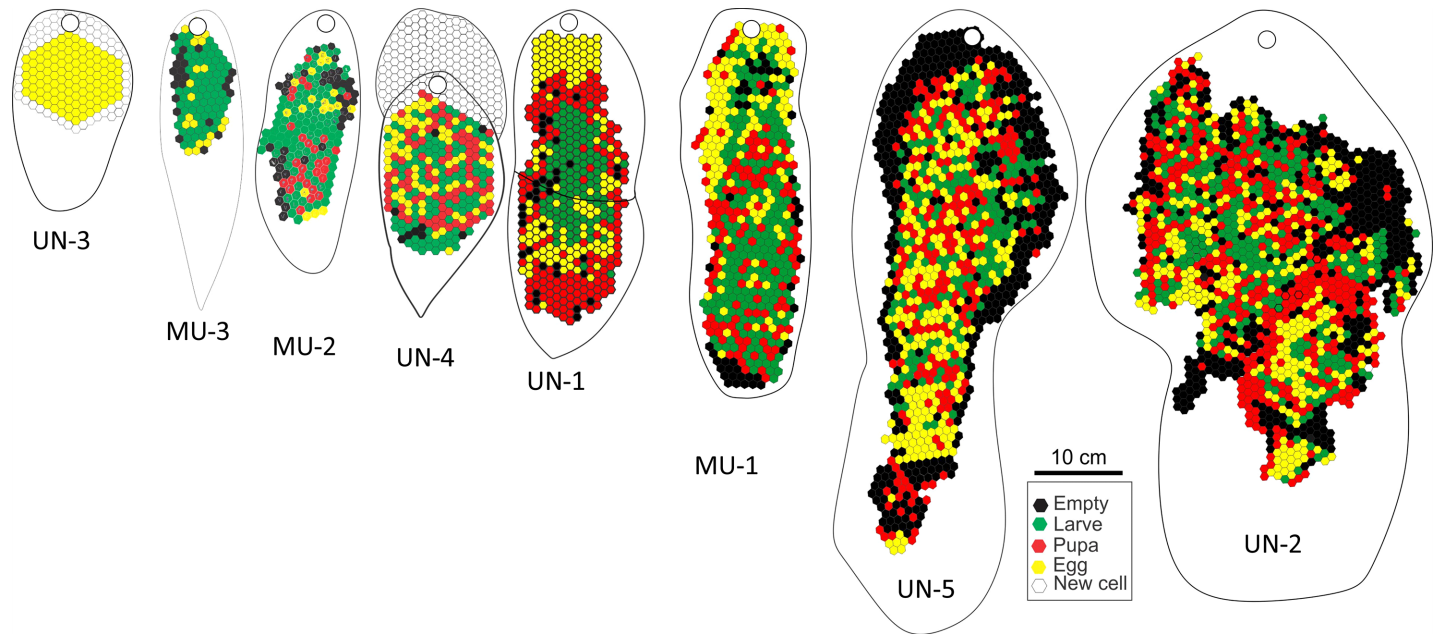 UN-3
MU-3
MU-2
UN-4
UN-1
MU-1
UN-5
10 cm
Empty
Larve
Pupa
Egg
New cell
UN-2